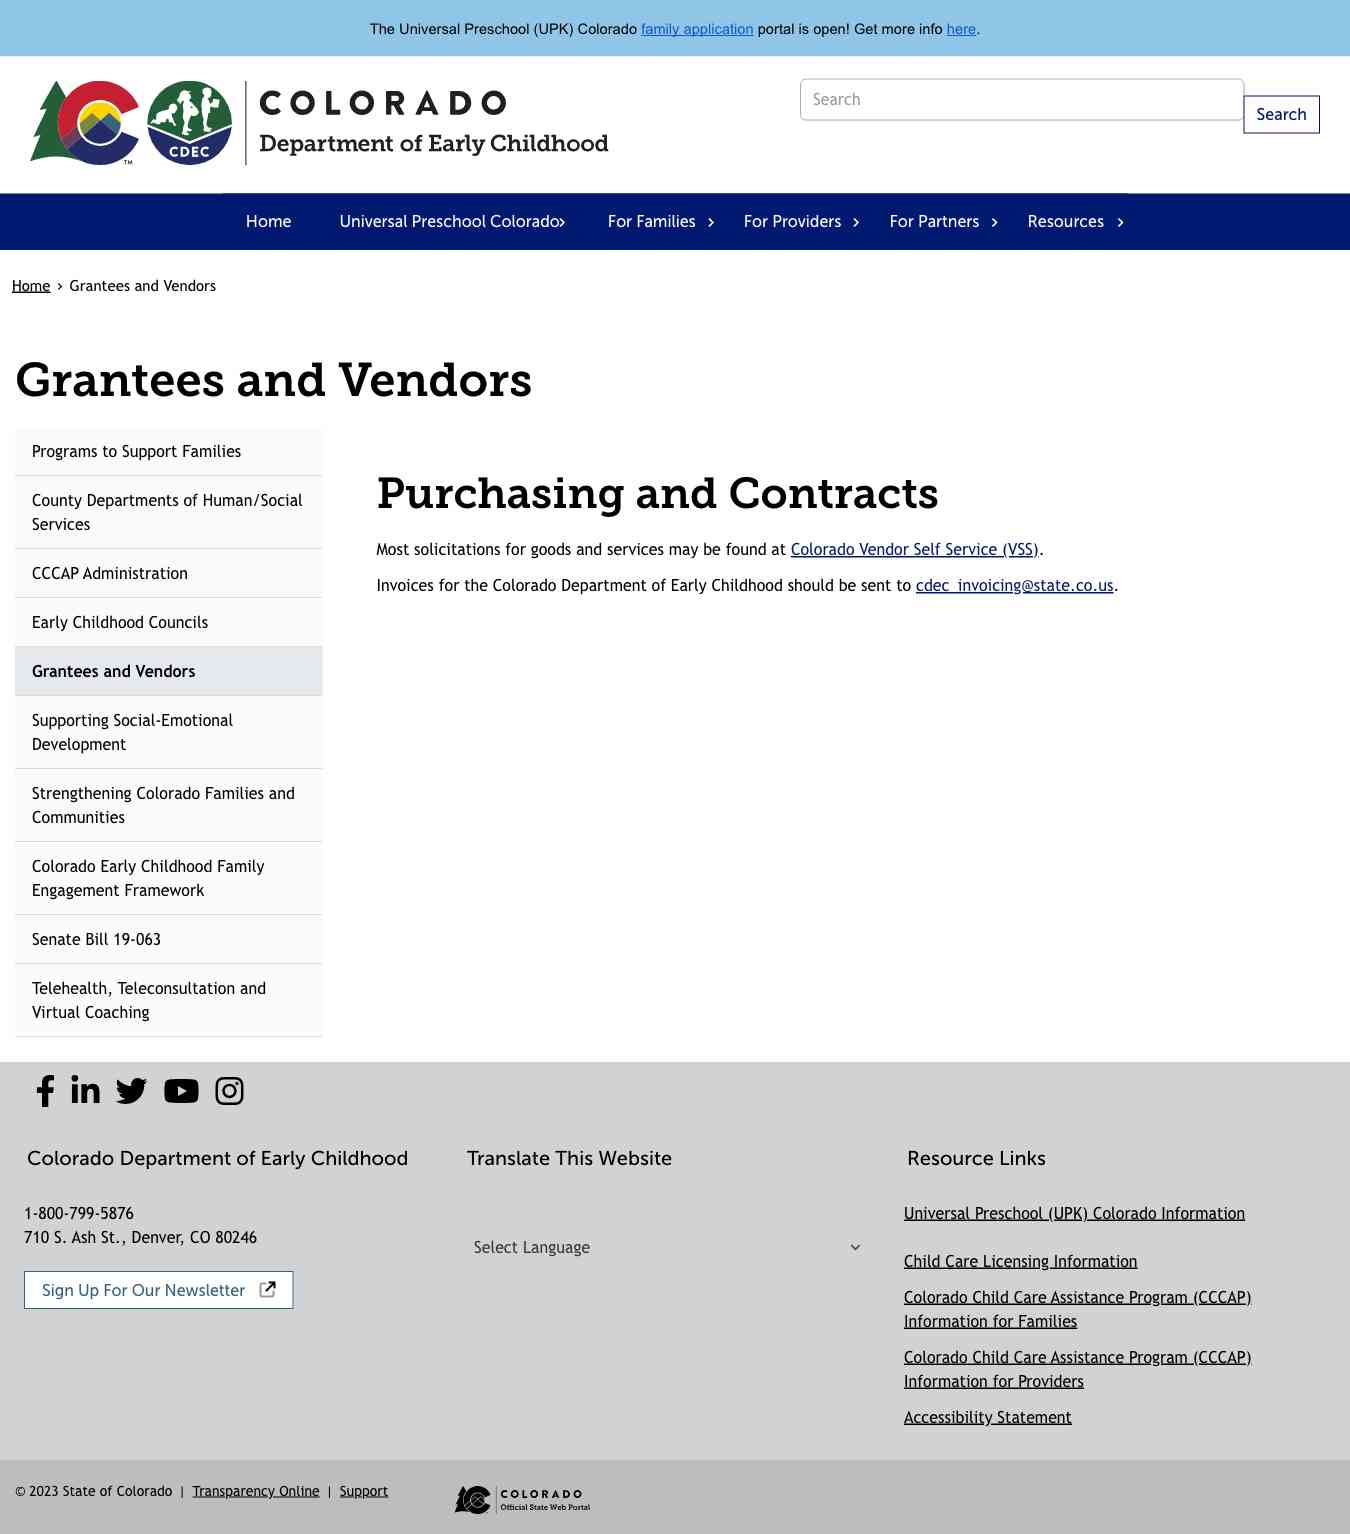 The Universal Preschool (UPK) Colorado family application portal is open! Get more info here.
CDEC
TM
COLORADO
Department of Early Childhood
Search
Search
Home
Universal Preschool Colorado
For Families
For Providers
For Partners
Resources
Home › Grantees and Vendors
Grantees and Vendors
Programs to Support Families
County Departments of Human/Social
Services
CCCAP Administration
Early Childhood Councils
Grantees and Vendors
Supporting Social-Emotional
Development
Strengthening Colorado Families and
Communities
Colorado Early Childhood Family
Engagement Framework
Senate Bill 19-063
Telehealth, Teleconsultation and
Virtual Coaching
Purchasing and Contracts
Most solicitations for goods and services may be found at Colorado Vendor Self Service (VSS).
Invoices for the Colorado Department of Early Childhood should be sent to cdec_invoicing@state.co.us.
Colorado Department of Early Childhood
1-800-799-5876
710 S. Ash St., Denver, CO 80246
Sign Up For Our Newsletter
Translate This Website
Select Language
Resource Links
Universal Preschool (UPK) Colorado Information
Child Care Licensing Information
Colorado Child Care Assistance Program (CCCAP)
Information for Families
Colorado Child Care Assistance Program (CCCAP)
Information for Providers
Accessibility Statement
© 2023 State of Colorado | Transparency Online | Support
COLORADO
Official State Web Portal